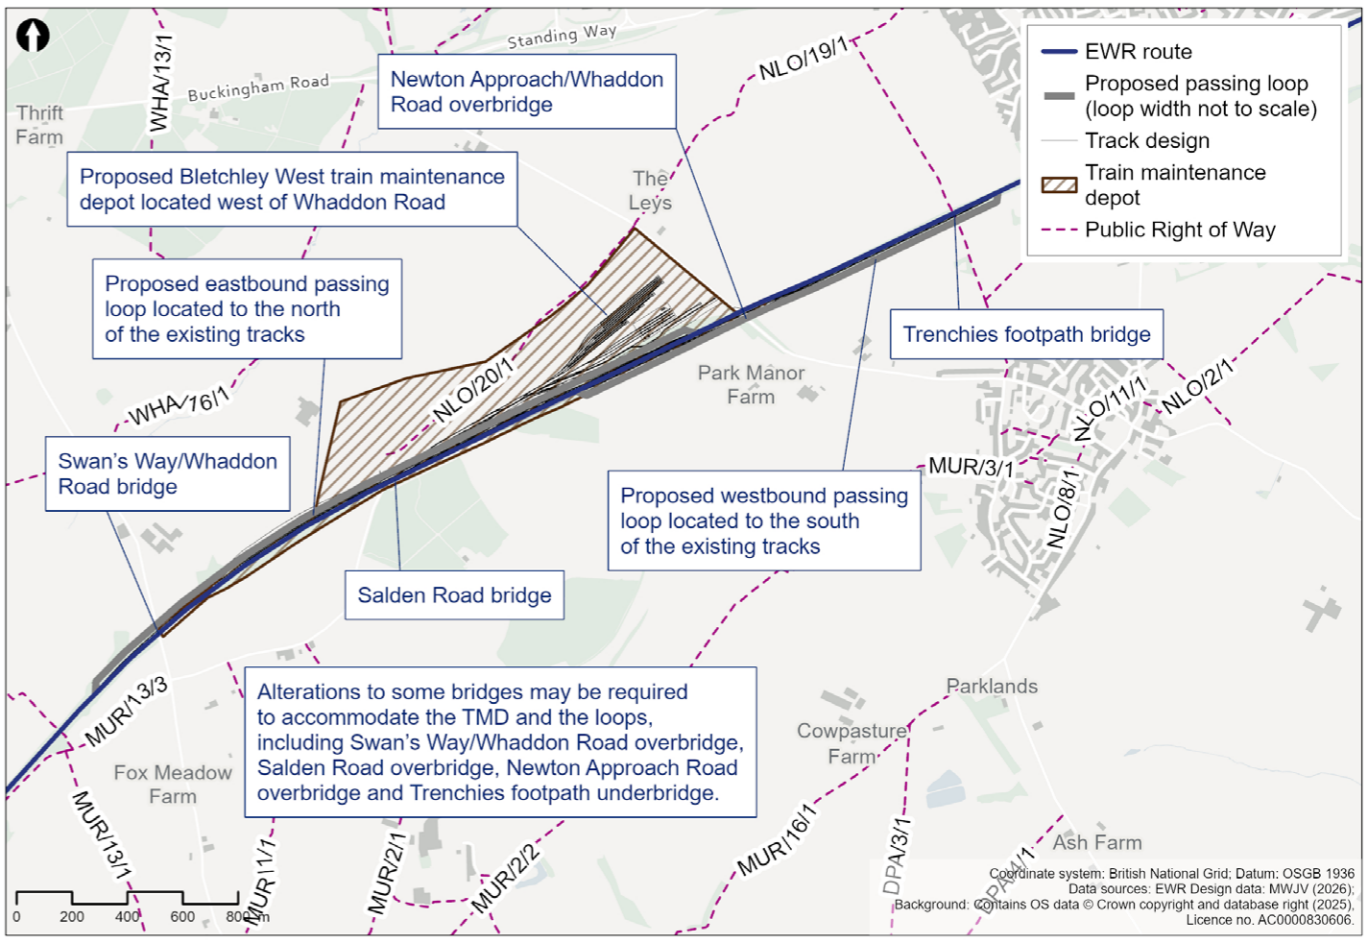 Standing Way
Buckingham Road
WHA/13/1
NLO/19/1
Thrift
Farm
Newton Approach/Whaddon
Road overbridge
EWR route
Proposed passing loop
(loop width not to scale)
Track design
Train maintenance
depot
Public Right of Way
Proposed Bletchley West train maintenance
depot located west of Whaddon Road
The
Leys
Proposed eastbound passing
loop located to the north
of the existing tracks
Trenchies footpath bridge
WHA/16/1
NLO/20/1
Park Manor
Farm
NLO/11/1
NLO/2/1
Swan's Way/Whaddon
Road bridge
MUR/3/1
NLO/8/1
Proposed westbound passing
loop located to the south
of the existing tracks
Salden Road bridge
MUR/13/3
Alterations to some bridges may be required
to accommodate the TMD and the loops,
including Swan's Way/Whaddon Road overbridge,
Salden Road overbridge, Newton Approach Road
overbridge and Trenchies footpath underbridge.
Parklands
Cowpasture
Farm
Fox Meadow
Farm
MUR/13/1
MUR/1/1
MUR/2/1
MUR/2/2
MUR/16/1
DPA/3/1
DPA/4/1
Ash Farm
0 200 400 600 800 m
Coordinate system: British National Grid; Datum: OSGB 1936
Data sources: EWR Design data: MWJV (2026);
Background: Contains OS data © Crown copyright and database right (2025),
Licence no. AC0000830606.